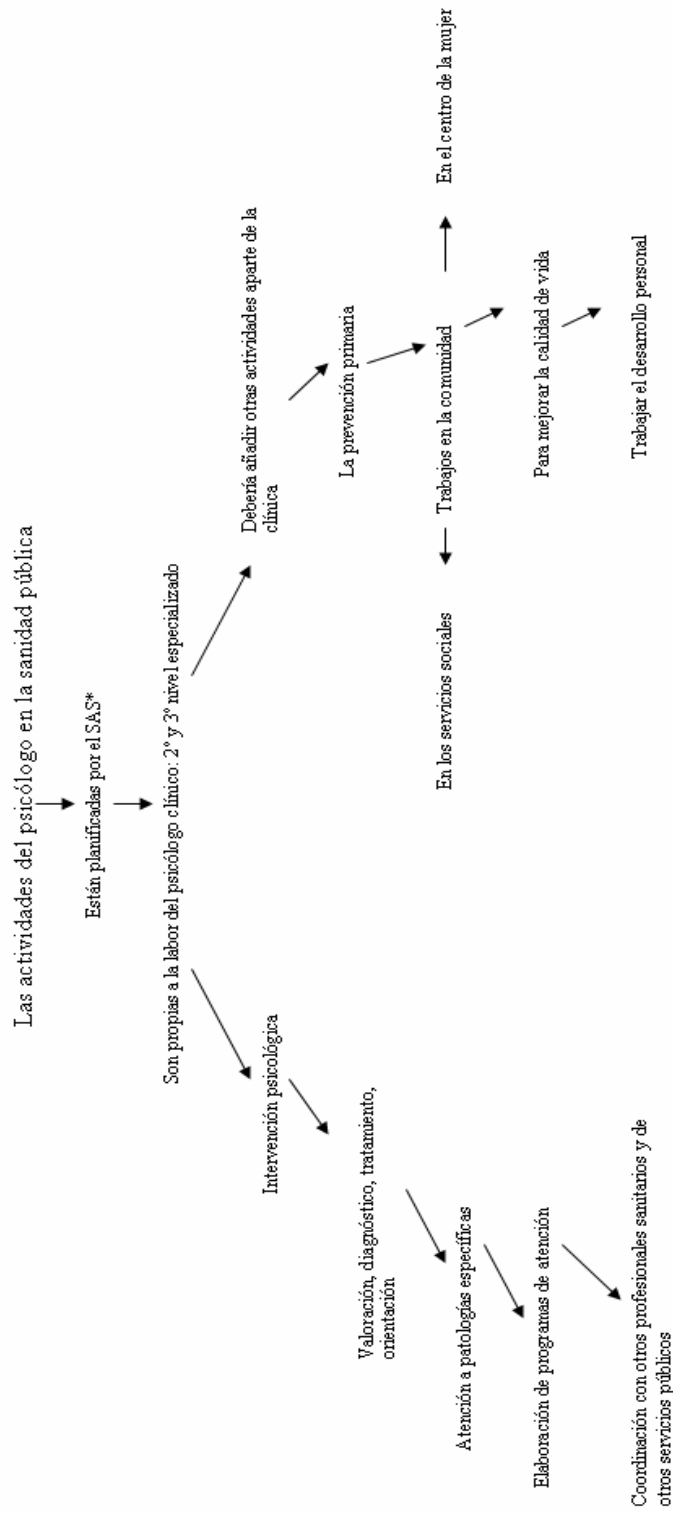 Las actividades del psicólogo en la sanidad pública
Están planificadas por el SAS*
Son propias a la labor del psicólogo clínico: 2º y 3º nivel especializado
Intervención psicológica
Debería añadir otras actividades aparte de la
clínica
Valoración, diagnóstico, tratamiento,
orientación
La prevención primaria
Atención a patologías específicas
En los servicios sociales
Trabajos en la comunidad
En el centro de la mujer
Elaboración de programas de atención
Para mejorar la calidad de vida
Coordinación con otros profesionales sanitarios y de
otros servicios públicos
Trabajar el desarrollo personal